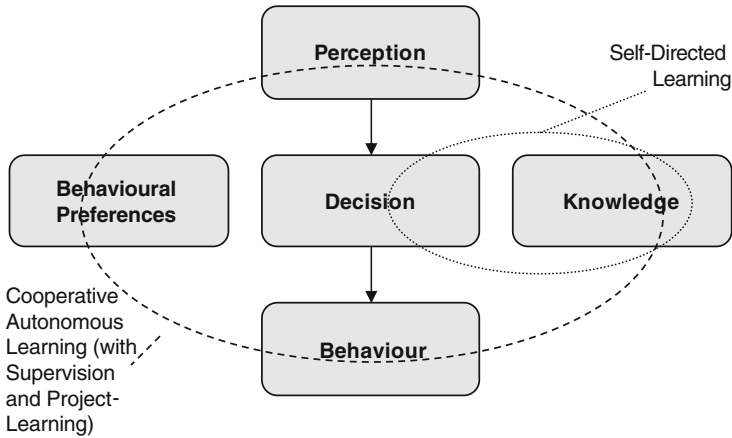 Perception
Self-Directed
Learning
Behavioural
Preferences
Decision
Knowledge
Cooperative
Autonomous
Learning (with
Supervision
and Project-
Learning)
Behaviour